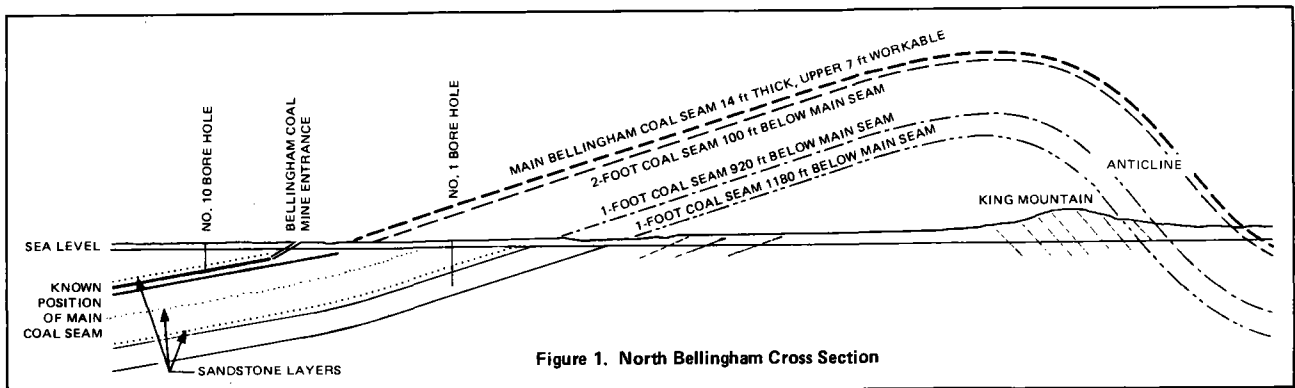 NO. 10 BORE HOLE
BELLINGHAM COAL
MINE ENTRANCE
NO. 1 BORE HOLE
MAIN BELLINGHAM COAL SEAM 14 ft THICK, UPPER 7 ft WORKABLE
2-FOOT COAL SEAM 100 ft BELOW MAIN SEAM
1-FOOT COAL SEAM 920 ft BELOW MAIN SEAM
1-FOOT COAL SEAM 1180 ft BELOW MAIN SEAM
ANTICLINE
KING MOUNTAIN
SEA LEVEL
KNOWN
POSITION
OF MAIN
COAL SEAM
SANDSTONE LAYERS
Figure 1. North Bellingham Cross Section